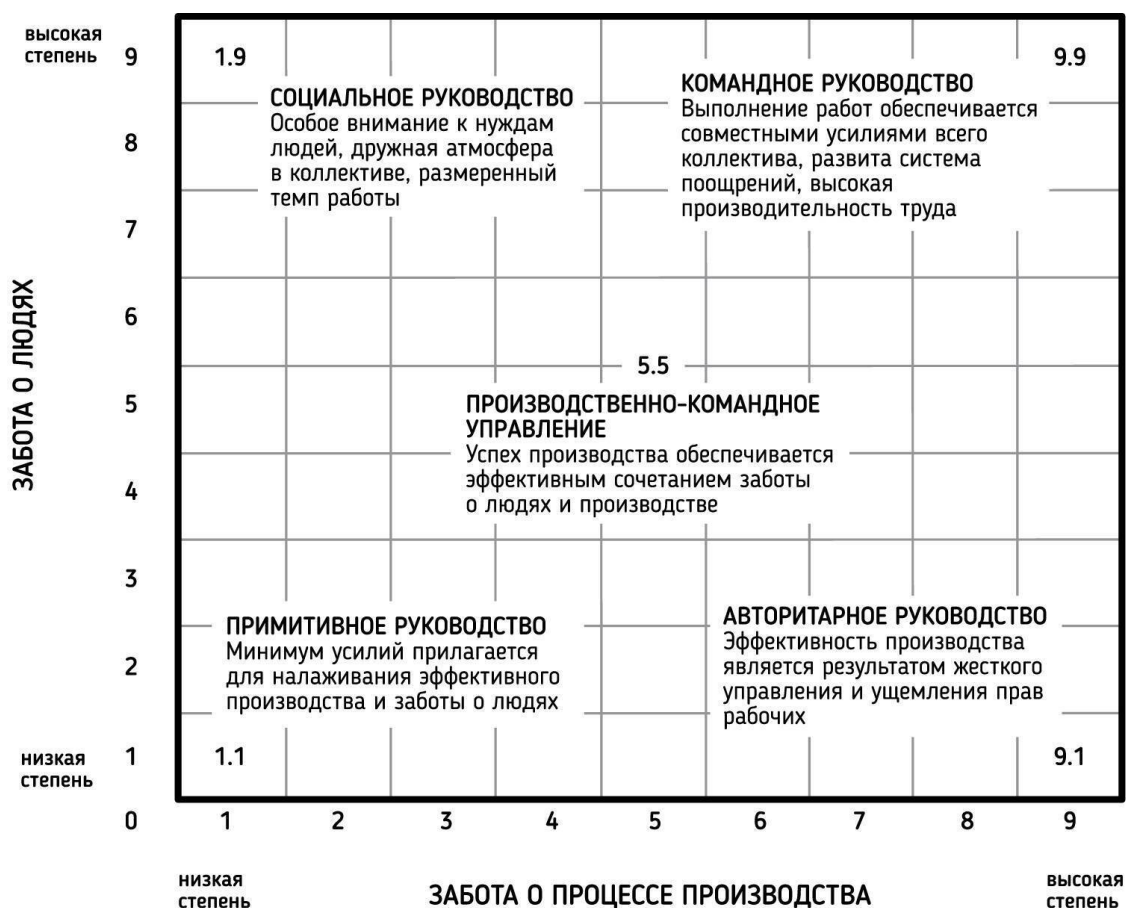 высокая
степень
9
1.9
9.9
СОЦИАЛЬНОЕ РУКОВОДСТВО
Особое внимание к нуждам
людей, дружная атмосфера
в коллективе, размеренный
темп работы
КОМАНДНОЕ РУКОВОДСТВО
Выполнение работ обеспечивается
совместными усилиями всего
коллектива, развита система
поощрений, высокая
производительность труда
8
7
ЗАБОТА О ЛЮДЯХ
6
5.5
5
ПРОИЗВОДСТВЕННО-КОМАНДНОЕ
УПРАВЛЕНИЕ
Успех производства обеспечивается
эффективным сочетанием заботы
о людях и производстве
4
3
ПРИМИТИВНОЕ РУКОВОДСТВО
Минимум усилий прилагается
для налаживания эффективного
производства и заботы о людях
АВТОРИТАРНОЕ РУКОВОДСТВО
Эффективность производства
является результатом жесткого
управления и ущемления прав
рабочих
2
низкая
степень
1
1.1
9.1
0 1 2 3 4 5 6 7 8 9
низкая
степень
ЗАБОТА О ПРОЦЕССЕ ПРОИЗВОДСТВА
высокая
степень